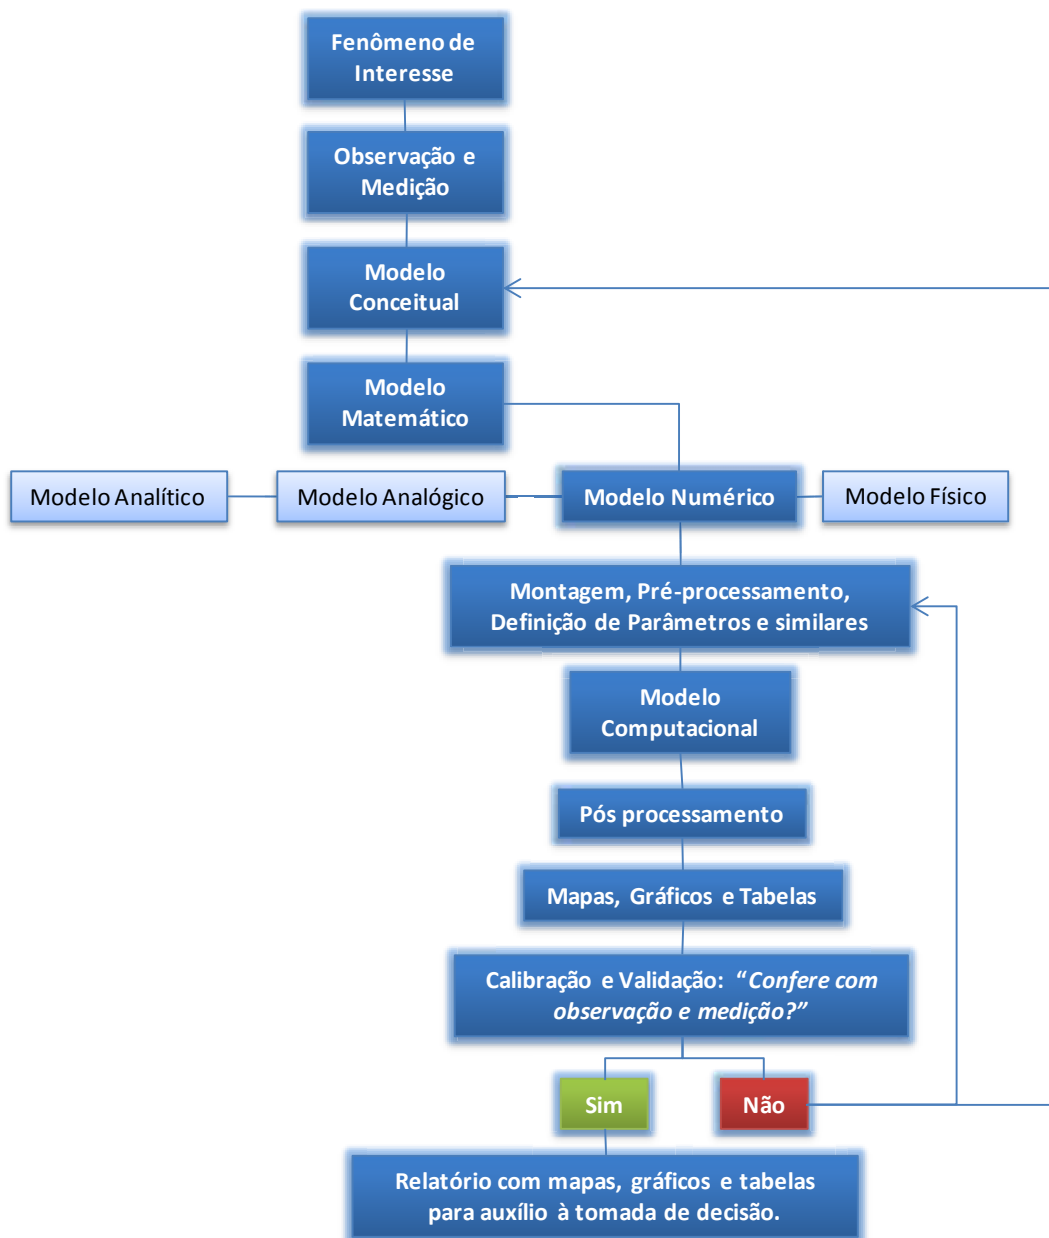 Fenômeno de
Interesse
Observação e
Medição
Modelo
Conceitual
Modelo
Matemático
Modelo Analítico
Modelo Analógico
Modelo Numérico
Modelo Físico
Montagem, Pré-processamento,
Definição de Parâmetros e similares
Modelo
Computacional
Pós processamento
Mapas, Gráficos e Tabelas
Calibração e Validação: “Confere com
observação e medição?”
Sim
Não
Relatório com mapas, gráficos e tabelas
para auxílio à tomada de decisão.